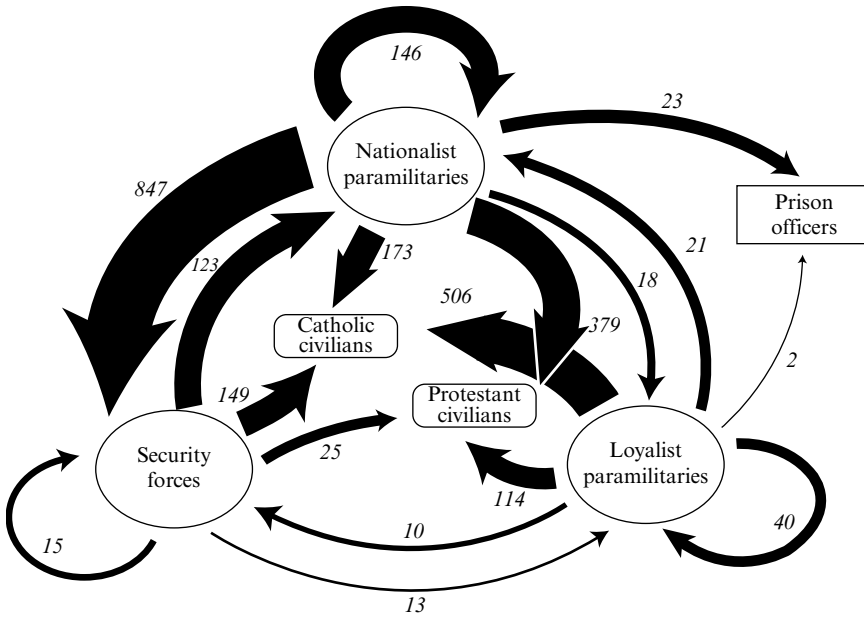 146
Nationalist
paramilitaries
23
847
Prison
officers
123
173
21
18
506
379
Catholic
civilians
2
149
Protestant
civilians
25
Security
forces
Loyalist
paramilitaries
114
15
10
40
13